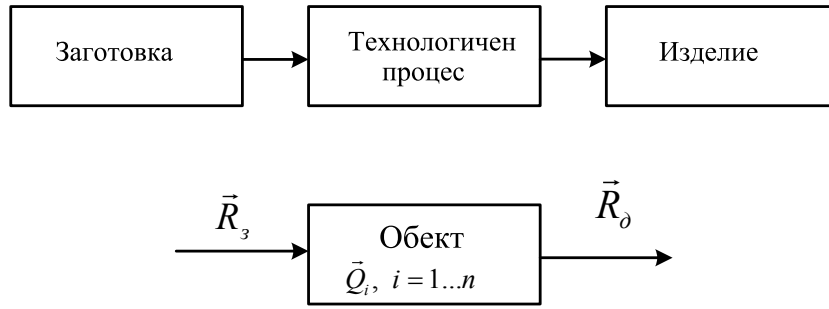 Заготовка
Технологичен
процес
Изделие
R⃗з
Обект
Q⃗i, i = 1...n
R⃗д